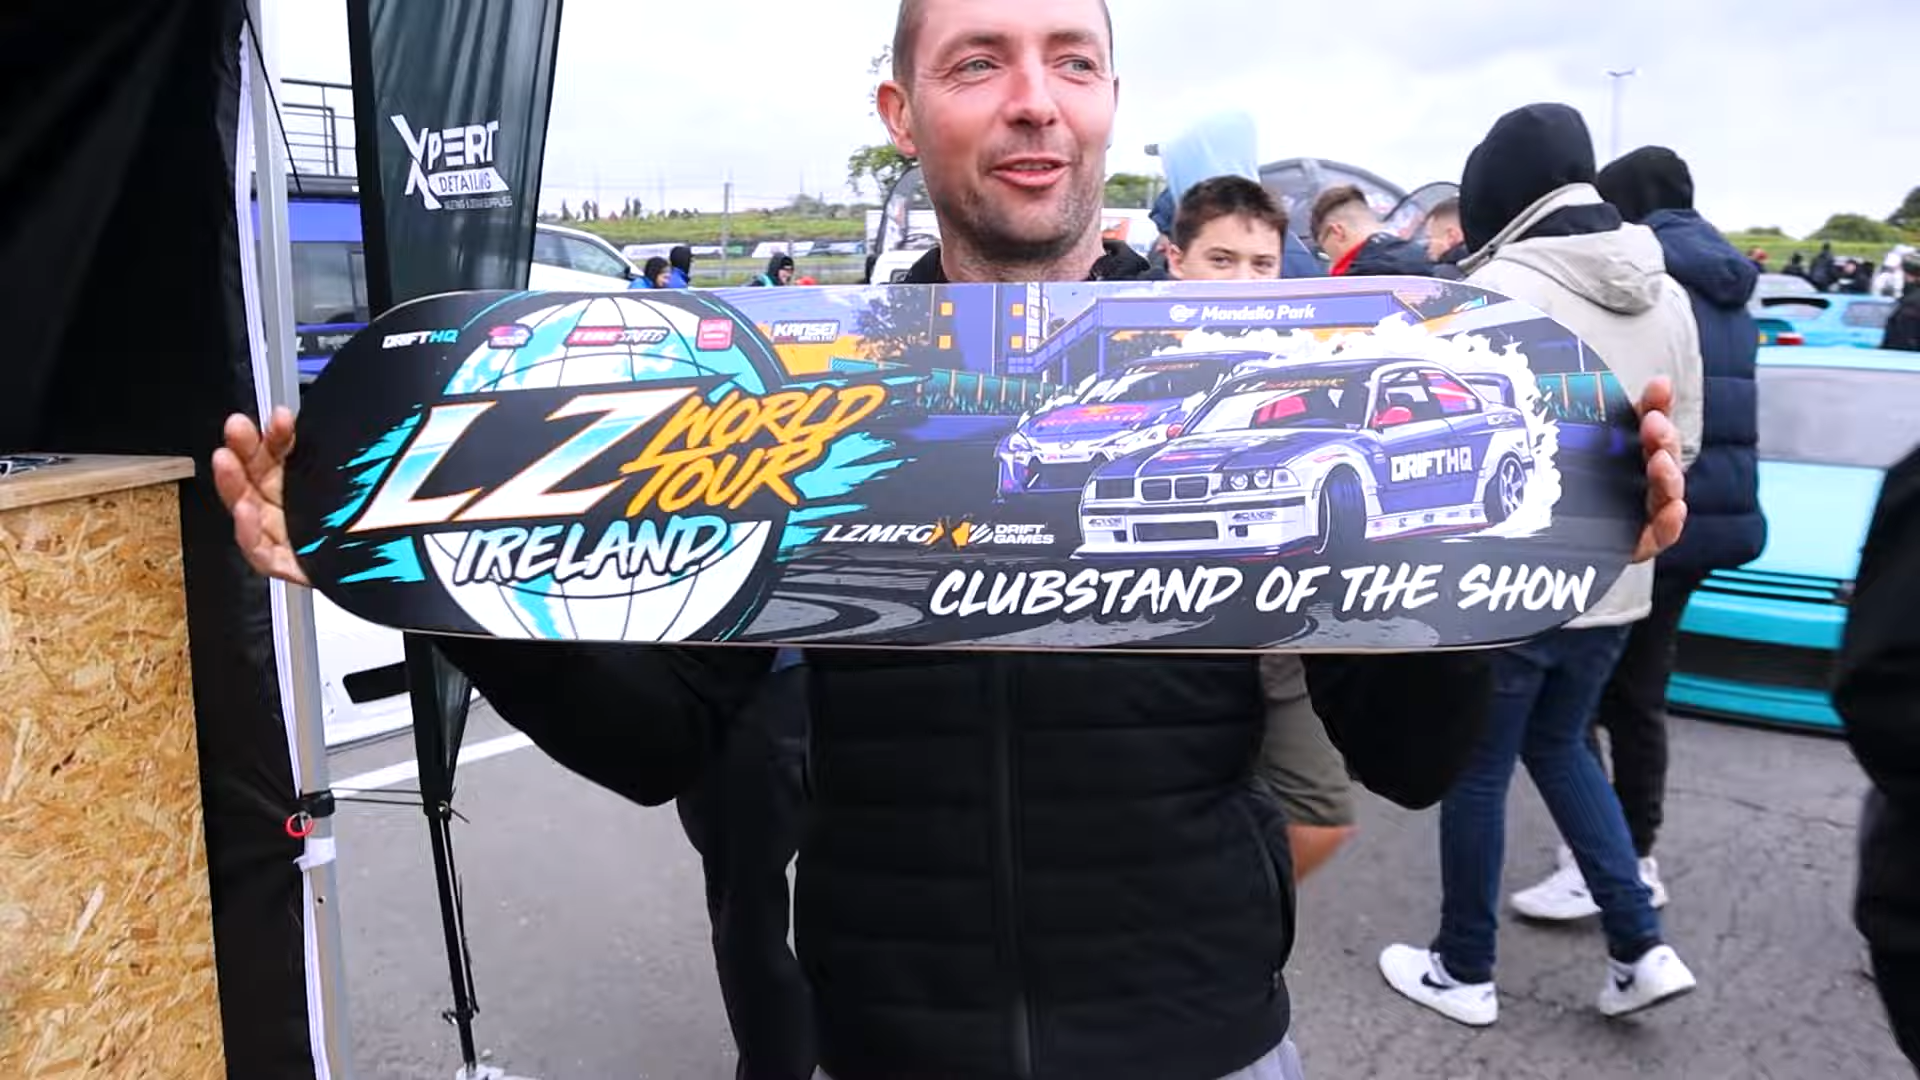 XPERT
DETAILING
DRIFTHQ
KANSEI
Mondello Park
LZ WORLD
TOUR
IRELAND
DRIFTHQ
LZMFG X DRIFT
GAMES
CLUBSTAND OF THE SHOW